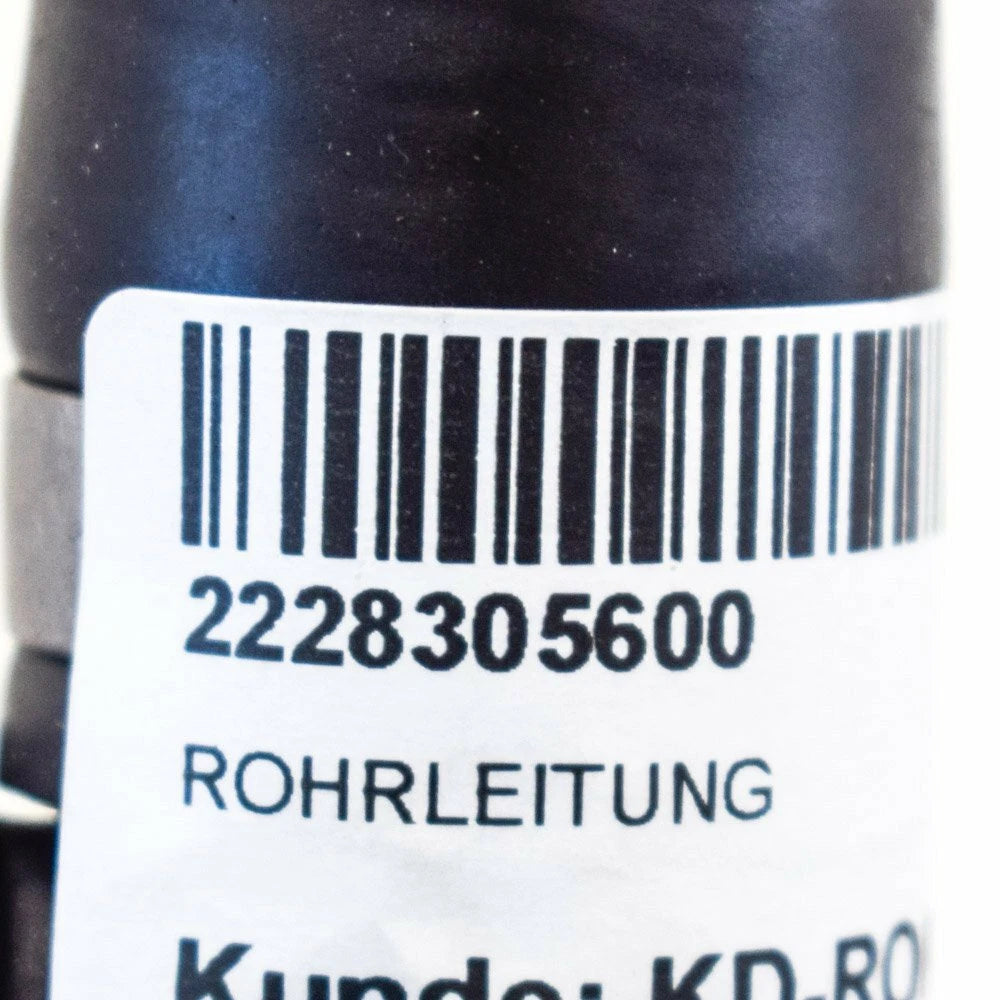 2228305600
ROHRLEITUNG
Kunde: KD-RO